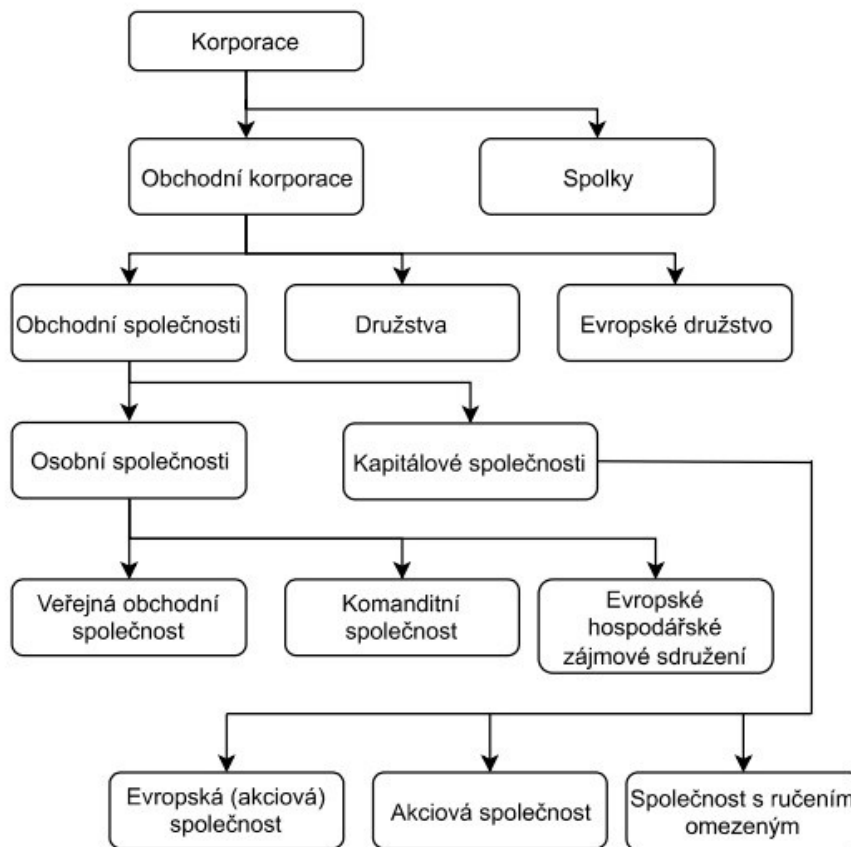 Korporace
Obchodní korporace
Spolky
Obchodní společnosti
Družstva
Evropské družstvo
Osobní společnosti
Kapitálové společnosti
Veřejná obchodní
společnost
Komanditní
společnost
Evropské
hospodářské
zájmové sdružení
Evropská (akciová)
společnost
Akciová společnost
Společnost s ručením
omezeným